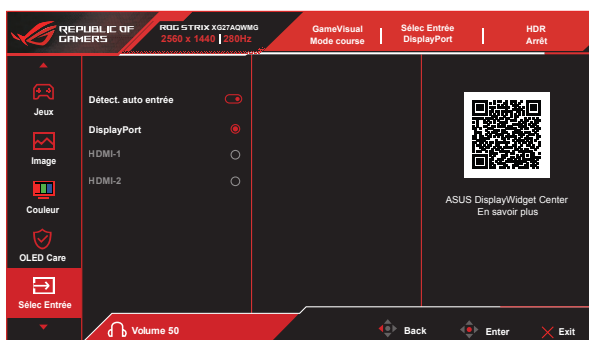 REPUBLIC OF
GAMERS
ROG STRIX XG27AQWMG
2560 x 1440 280Hz
GameVisual
Mode course
Sélec Entrée
DisplayPort
HDR
Arrêt
Jeux
Image
Couleur
OLED Care
Sélec Entrée
Détect. auto entrée
DisplayPort
HDMI-1
HDMI-2
ASUS DisplayWidget Center
En savoir plus
Volume 50
Back
Enter
Exit